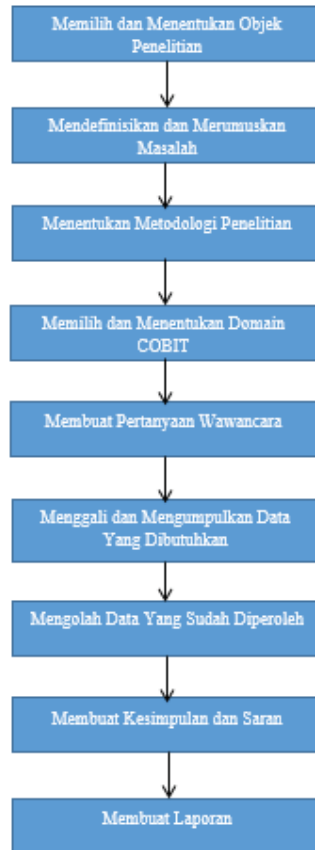 Memilih dan Menentukan Objek
Penelitian
Mendefinisikan dan Merumuskan
Masalah
Menentukan Metodologi Penelitian
Memilih dan Menentukan Domain
COBIT
Membuat Pertanyaan Wawancara
Menggali dan Mengumpulkan Data
Yang Dibutuhkan
Mengolah Data Yang Sudah Diperoleh
Membuat Kesimpulan dan Saran
Membuat Laporan